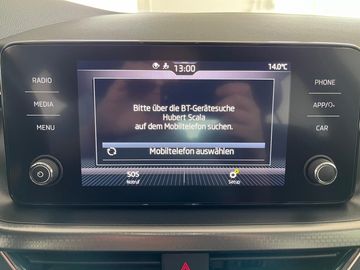 13:00
14.0°C
RADIO
MEDIA
MENU
PHONE
APP/
CAR
Bitte über die BT-Gerätesuche
Hubert Scala
auf dem Mobiltelefon suchen.
Mobiltelefon auswählen
SOS
Notruf
Setup